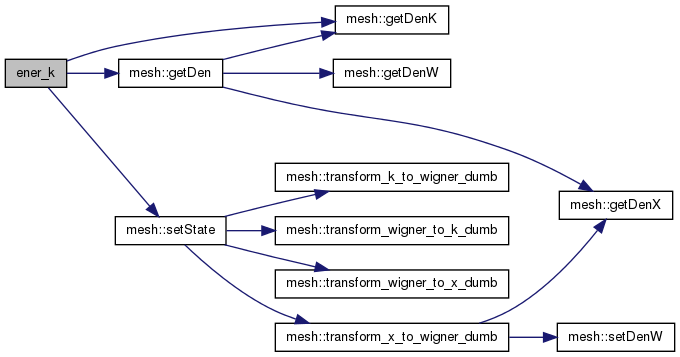 mesh::getDenK
ener_k
mesh::getDen
mesh::getDenW
mesh::transform_k_to_wigner_dumb
mesh::getDenX
mesh::setState
mesh::transform_wigner_to_k_dumb
mesh::transform_wigner_to_x_dumb
mesh::transform_x_to_wigner_dumb
mesh::setDenW